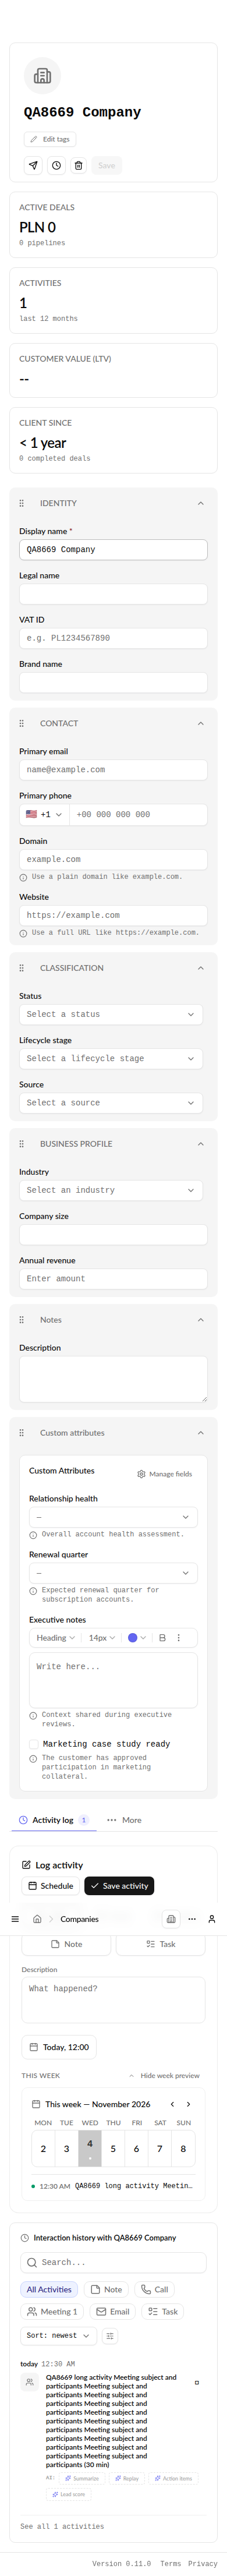 QA8669 Company
Edit tags
Save
ACTIVE DEALS
PLN 0
0 pipelines
ACTIVITIES
1
last 12 months
CUSTOMER VALUE (LTV)
--
CLIENT SINCE
< 1 year
0 completed deals
IDENTITY
Display name *
QA8669 Company
Legal name
VAT ID
e.g. PL1234567890
Brand name
CONTACT
Primary email
name@example.com
Primary phone
+1 +00 000 000 000
Domain
example.com
Use a plain domain like example.com.
Website
https://example.com
Use a full URL like https://example.com.
CLASSIFICATION
Status
Select a status
Lifecycle stage
Select a lifecycle stage
Source
Select a source
BUSINESS PROFILE
Industry
Select an industry
Company size
Annual revenue
Enter amount
Notes
Description
Custom attributes
Custom Attributes Manage fields
Relationship health
—
Overall account health assessment.
Renewal quarter
—
Expected renewal quarter for
subscription accounts.
Executive notes
Heading 14px B
Write here...
Context shared during executive
reviews.
Marketing case study ready
The customer has approved
participation in marketing
collateral.
Activity log 1 More
Log activity
Schedule Save activity
Companies
Note Task
Description
What happened?
Today, 12:00
THIS WEEK Hide week preview
This week — November 2026
MON TUE WED THU FRI SAT SUN
2 3 4 5 6 7 8
12:30 AM QA8669 long activity Meetin…
Interaction history with QA8669 Company
Search...
All Activities Note Call
Meeting 1 Email Task
Sort: newest
today 12:30 AM
QA8669 long activity Meeting subject and
participants Meeting subject and
participants Meeting subject and
participants Meeting subject and
participants Meeting subject and
participants Meeting subject and
participants Meeting subject and
participants Meeting subject and
participants Meeting subject and
participants Meeting subject and
participants (30 min)
AI: Summarize Replay Action items
Lead score
See all 1 activities
Version 0.11.0 Terms Privacy